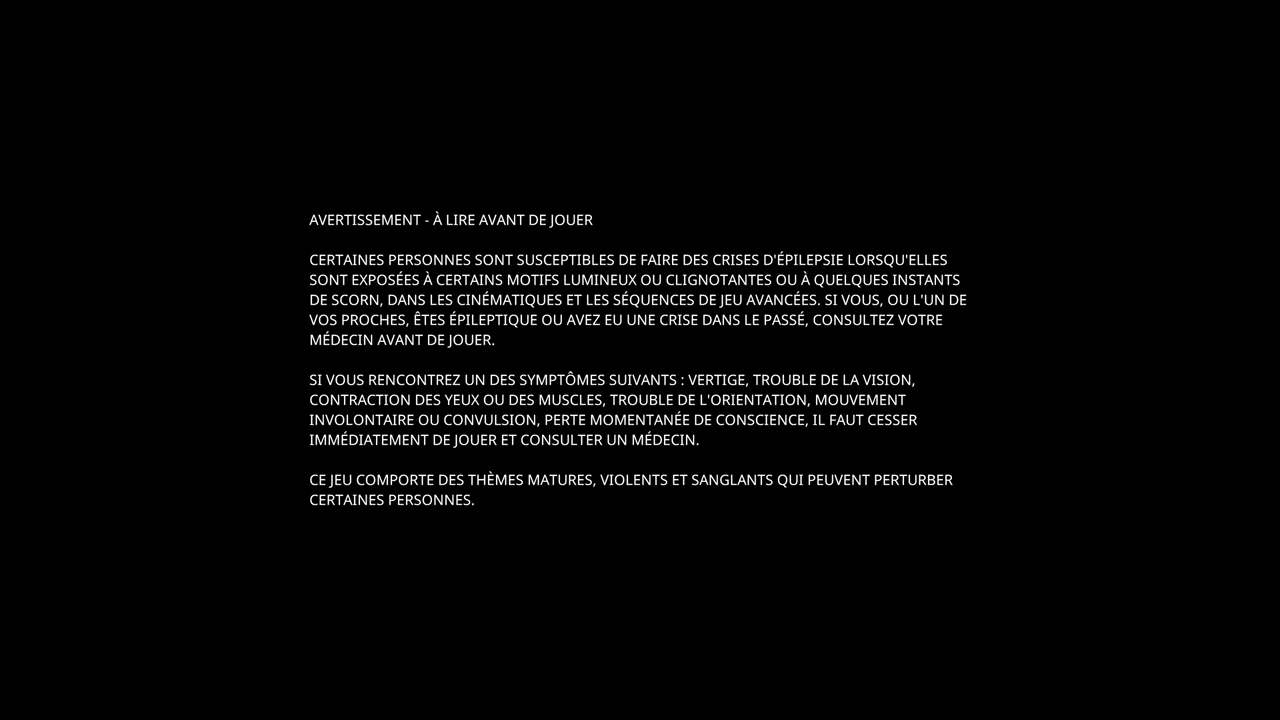 AVERTISSEMENT - À LIRE AVANT DE JOUER
CERTAINES PERSONNES SONT SUSCEPTIBLES DE FAIRE DES CRISES D'ÉPILEPSIE LORSQU'ELLES
SONT EXPOSÉES À CERTAINS MOTIFS LUMINEUX OU CLIGNOTANTES OU À QUELQUES INSTANTS
DE SCORN, DANS LES CINÉMATIQUES ET LES SÉQUENCES DE JEU AVANCÉES. SI VOUS, OU L'UN DE
VOS PROCHES, ÊTES ÉPILEPTIQUE OU AVEZ EU UNE CRISE DANS LE PASSÉ, CONSULTEZ VOTRE
MÉDECIN AVANT DE JOUER.
SI VOUS RENCONTREZ UN DES SYMPTÔMES SUIVANTS : VERTIGE, TROUBLE DE LA VISION,
CONTRACTION DES YEUX OU DES MUSCLES, TROUBLE DE L'ORIENTATION, MOUVEMENT
INVOLONTAIRE OU CONVULSION, PERTE MOMENTANÉE DE CONSCIENCE, IL FAUT CESSER
IMMÉDIATEMENT DE JOUER ET CONSULTER UN MÉDECIN.
CE JEU COMPORTE DES THÈMES MATURES, VIOLENTS ET SANGLANTS QUI PEUVENT PERTURBER
CERTAINES PERSONNES.